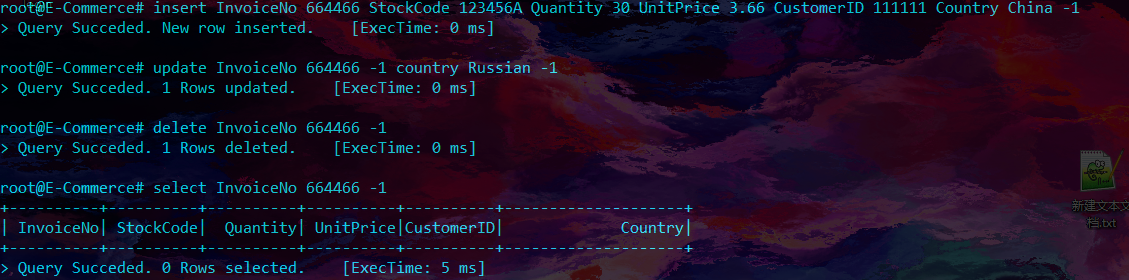 root@E-Commerce# insert InvoiceNo 664466 StockCode 123456A Quantity 30 UnitPrice 3.66 CustomerID 111111 Country China -1
> Query Succeded. New row inserted.    [ExecTime: 0 ms]
root@E-Commerce# update InvoiceNo 664466 -1 country Russian -1
> Query Succeded. 1 Rows updated.    [ExecTime: 0 ms]
root@E-Commerce# delete InvoiceNo 664466 -1
> Query Succeded. 1 Rows deleted.    [ExecTime: 0 ms]
root@E-Commerce# select InvoiceNo 664466 -1
+----------+----------+----------+----------+----------+--------------------+
| InvoiceNo| StockCode|  Quantity| UnitPrice|CustomerID|             Country|
+----------+----------+----------+----------+----------+--------------------+
> Query Succeded. 0 Rows selected.    [ExecTime: 5 ms]
新建文本文
档.txt